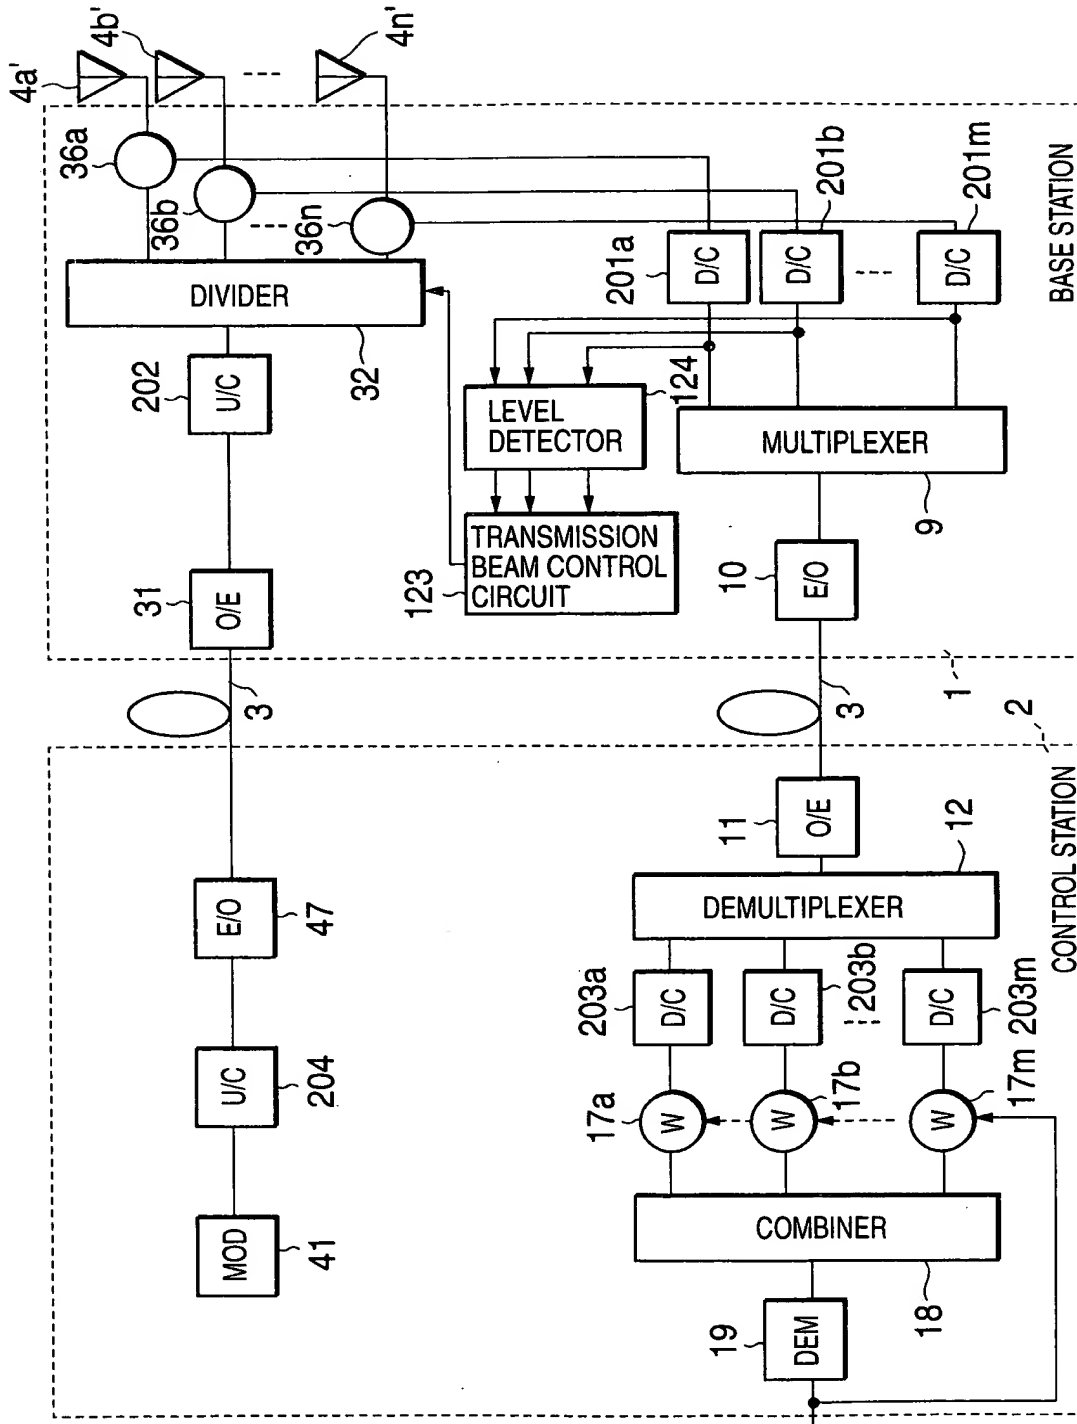 4a'
4b'
4n'
36a
36b
36n
DIVIDER
32
202
U/C
31
O/E
3
201a
D/C
201b
D/C
201m
D/C
124
LEVEL
DETECTOR
TRANSMISSION
BEAM CONTROL
CIRCUIT
123
MULTIPLEXER
9
10
E/O
3
BASE STATION
1
2
CONTROL STATION
E/O
47
U/C
204
MOD
41
11
O/E
DEMULTIPLEXER
12
203a
D/C
D/C
203b
D/C
203m
17a
W
W
17b
W
17m
COMBINER
18
19
DEM